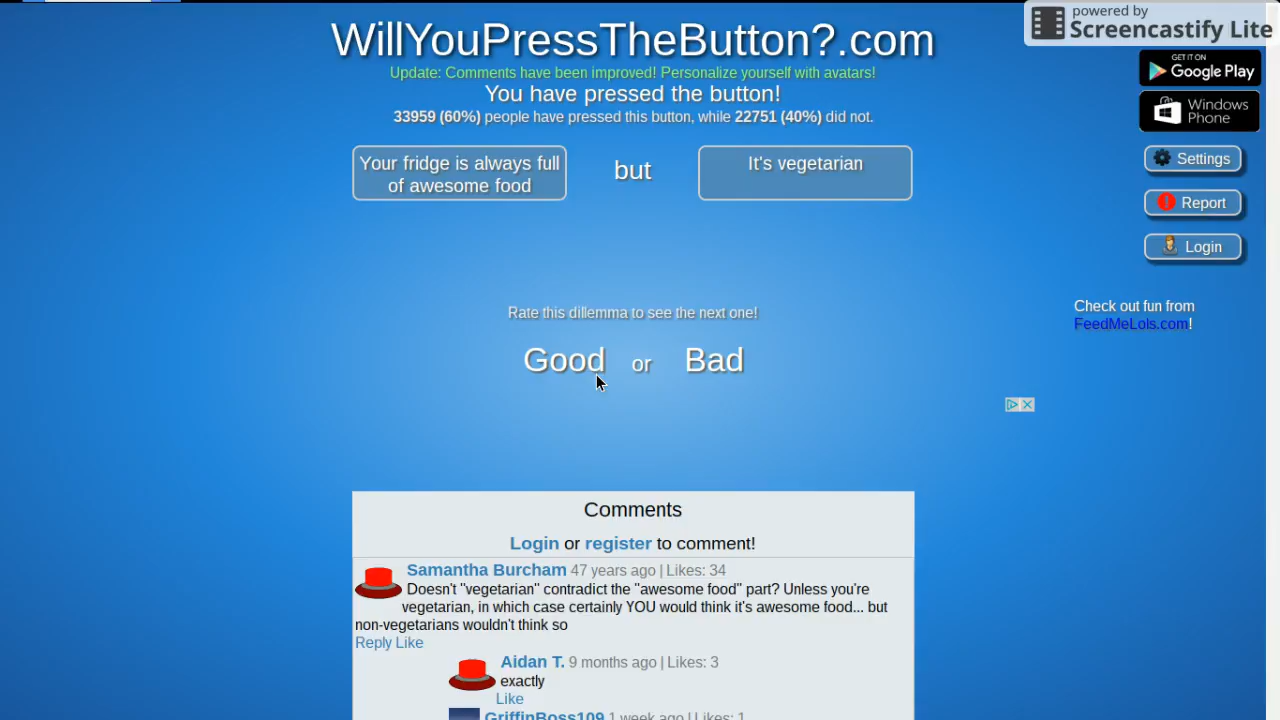 powered by
Screencastify Lite
WillYouPressTheButton?.com
Update: Comments have been improved! Personalize yourself with avatars!
You have pressed the button!
33959 (60%) people have pressed this button, while 22751 (40%) did not.
GET IT ON
Google Play
Windows
Phone
Your fridge is always full
of awesome food
but
It's vegetarian
Settings
Report
Login
Check out fun from
FeedMeLols.com!
Rate this dillemma to see the next one!
Good or Bad
Comments
Login or register to comment!
Samantha Burcham 47 years ago | Likes: 34
Doesn't "vegetarian" contradict the "awesome food" part? Unless you're
vegetarian, in which case certainly YOU would think it's awesome food... but
non-vegetarians wouldn't think so
Reply Like
Aidan T. 9 months ago | Likes: 3
exactly
Like
GriffinBoss109 1 week ago | Likes: 1